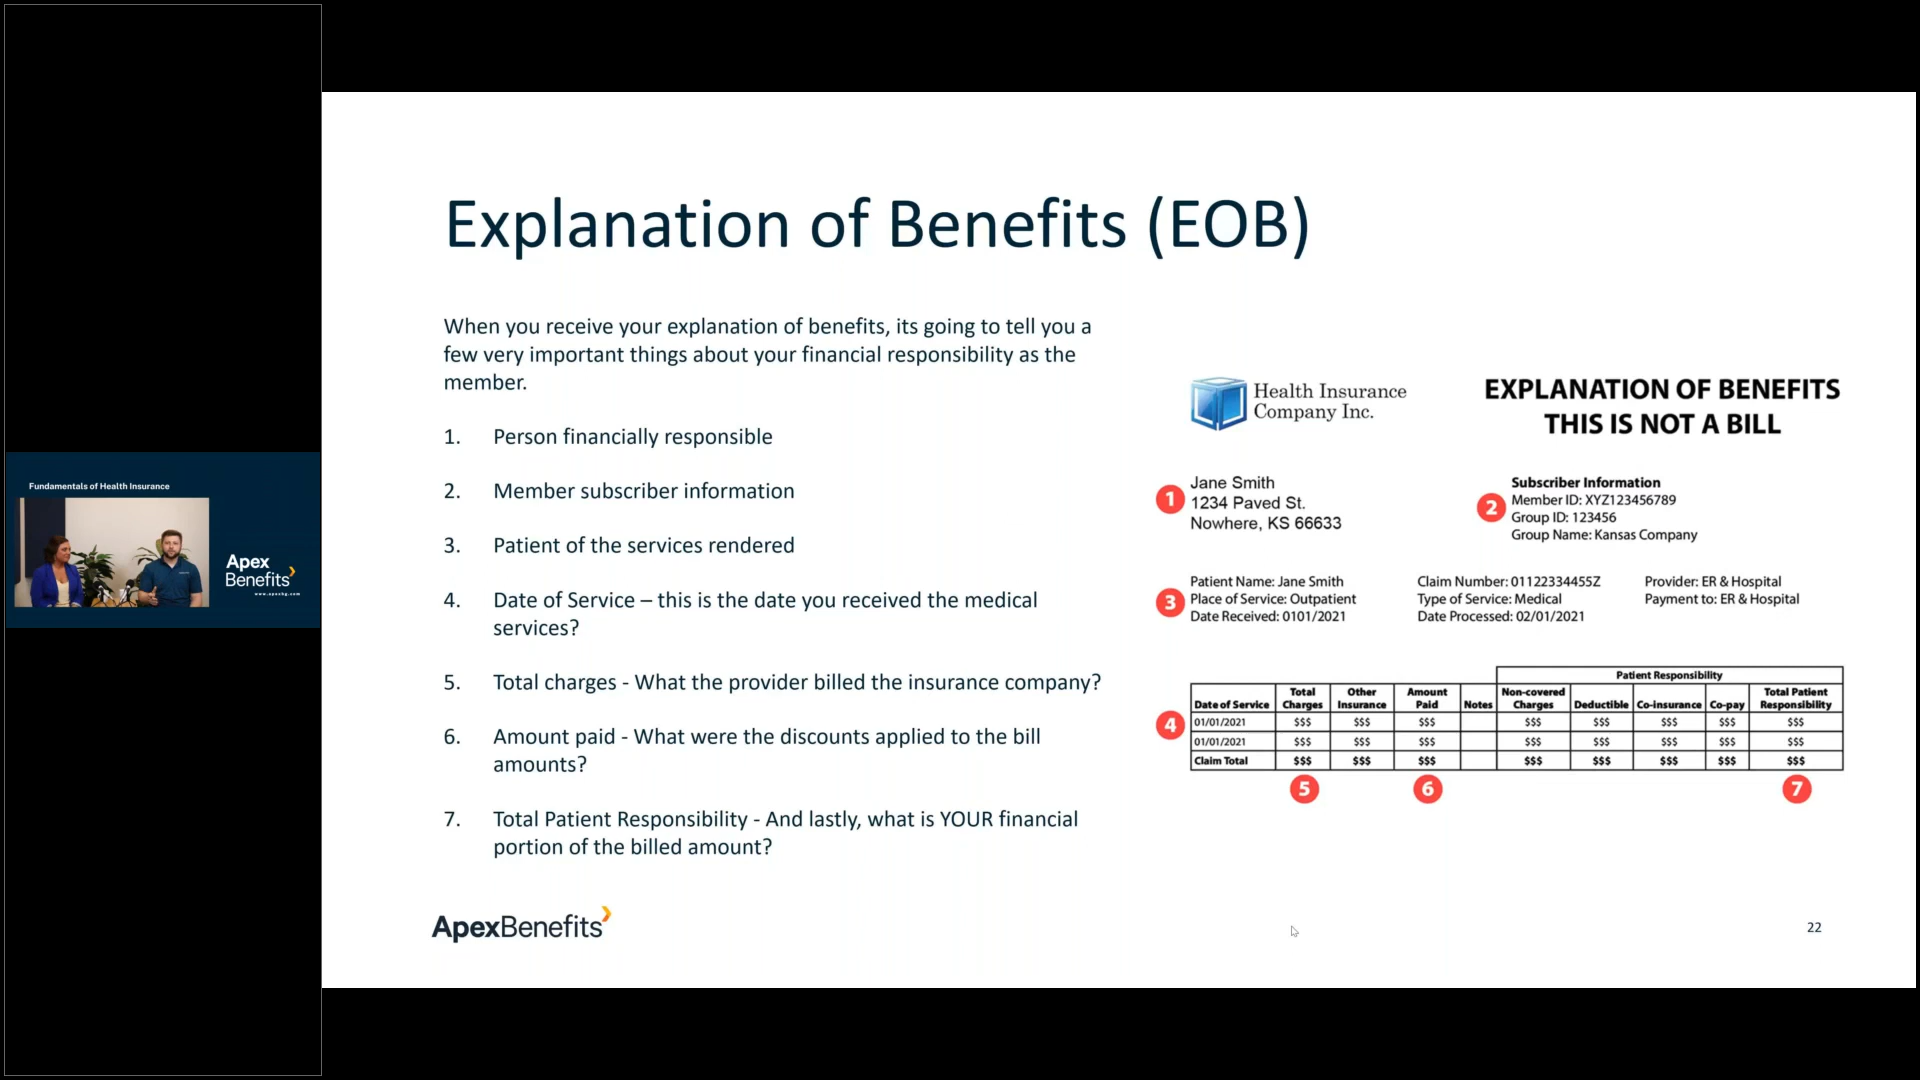 Fundamentals of Health Insurance
Apex
Benefits
www.apexbg.com
Explanation of Benefits (EOB)
When you receive your explanation of benefits, its going to tell you a
few very important things about your financial responsibility as the
member.
1. Person financially responsible
2. Member subscriber information
3. Patient of the services rendered
4. Date of Service – this is the date you received the medical
services?
5. Total charges - What the provider billed the insurance company?
6. Amount paid - What were the discounts applied to the bill
amounts?
7. Total Patient Responsibility - And lastly, what is YOUR financial
portion of the billed amount?
Health Insurance
Company Inc.
EXPLANATION OF BENEFITS
THIS IS NOT A BILL
1
Jane Smith
1234 Paved St.
Nowhere, KS 66633
2
Subscriber Information
Member ID: XYZ123456789
Group ID: 123456
Group Name: Kansas Company
3
Patient Name: Jane Smith
Place of Service: Outpatient
Date Received: 0101/2021
Claim Number: 01122334455Z
Type of Service: Medical
Date Processed: 02/01/2021
Provider: ER & Hospital
Payment to: ER & Hospital
Patient Responsibility
Date of Service Total Charges Other Insurance Amount Paid Notes Non-covered Charges Deductible Co-insurance Co-pay Total Patient Responsibility
4
01/01/2021 $$$ $$$ $$$ $$$ $$$ $$$ $$$ $$$
01/01/2021 $$$ $$$ $$$ $$$ $$$ $$$ $$$ $$$
Claim Total $$$ $$$ $$$ $$$ $$$ $$$ $$$ $$$
5 6 7
ApexBenefits
22